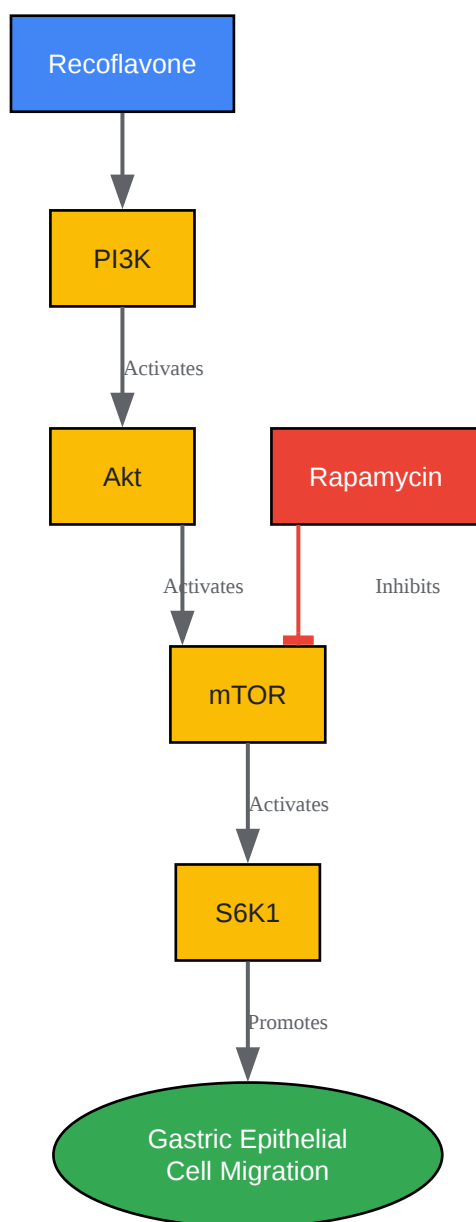 Recoflavone
PI3K
Activates
Akt
Rapamycin
Activates
Inhibits
mTOR
Activates
S6K1
Promotes
Gastric Epithelial
Cell Migration